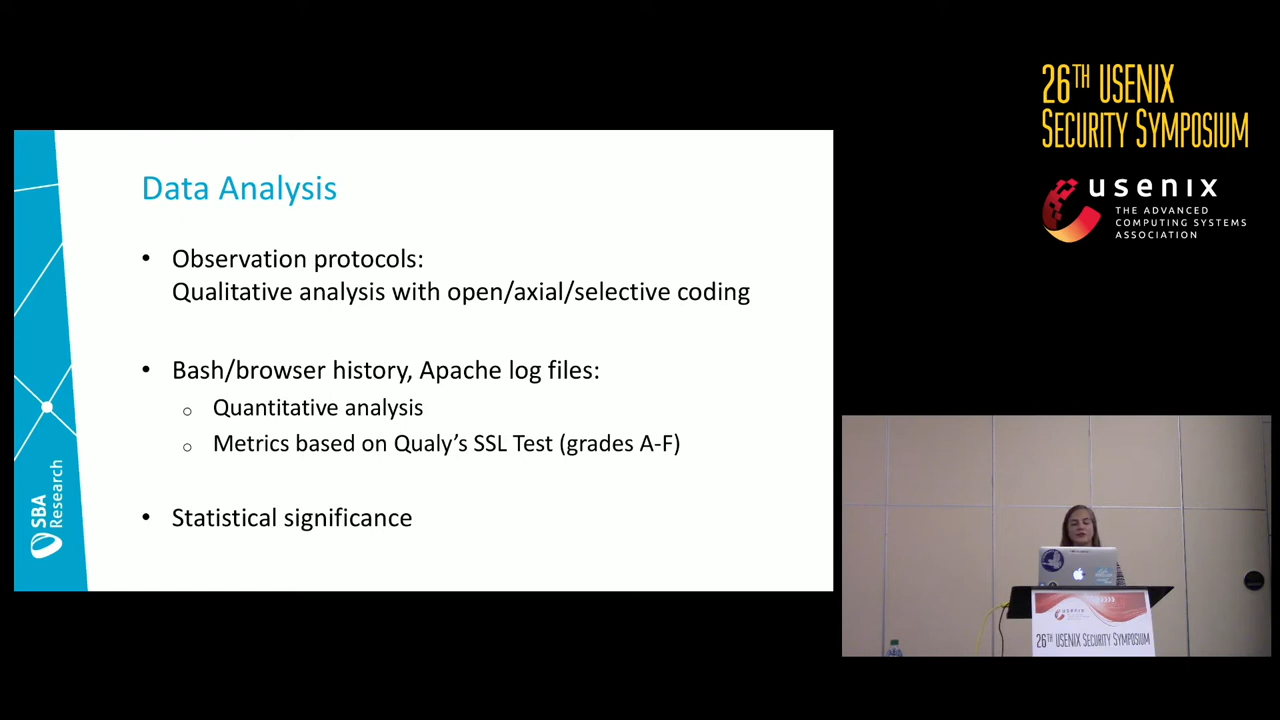 Data Analysis
• Observation protocols:
Qualitative analysis with open/axial/selective coding
• Bash/browser history, Apache log files:
o Quantitative analysis
o Metrics based on Qualy's SSL Test (grades A-F)
• Statistical significance
SBA
Research
26TH USENIX
SECURITY SYMPOSIUM
usenix
THE ADVANCED
COMPUTING SYSTEMS
ASSOCIATION
usenix
26TH USENIX SECURITY SYMPOSIUM